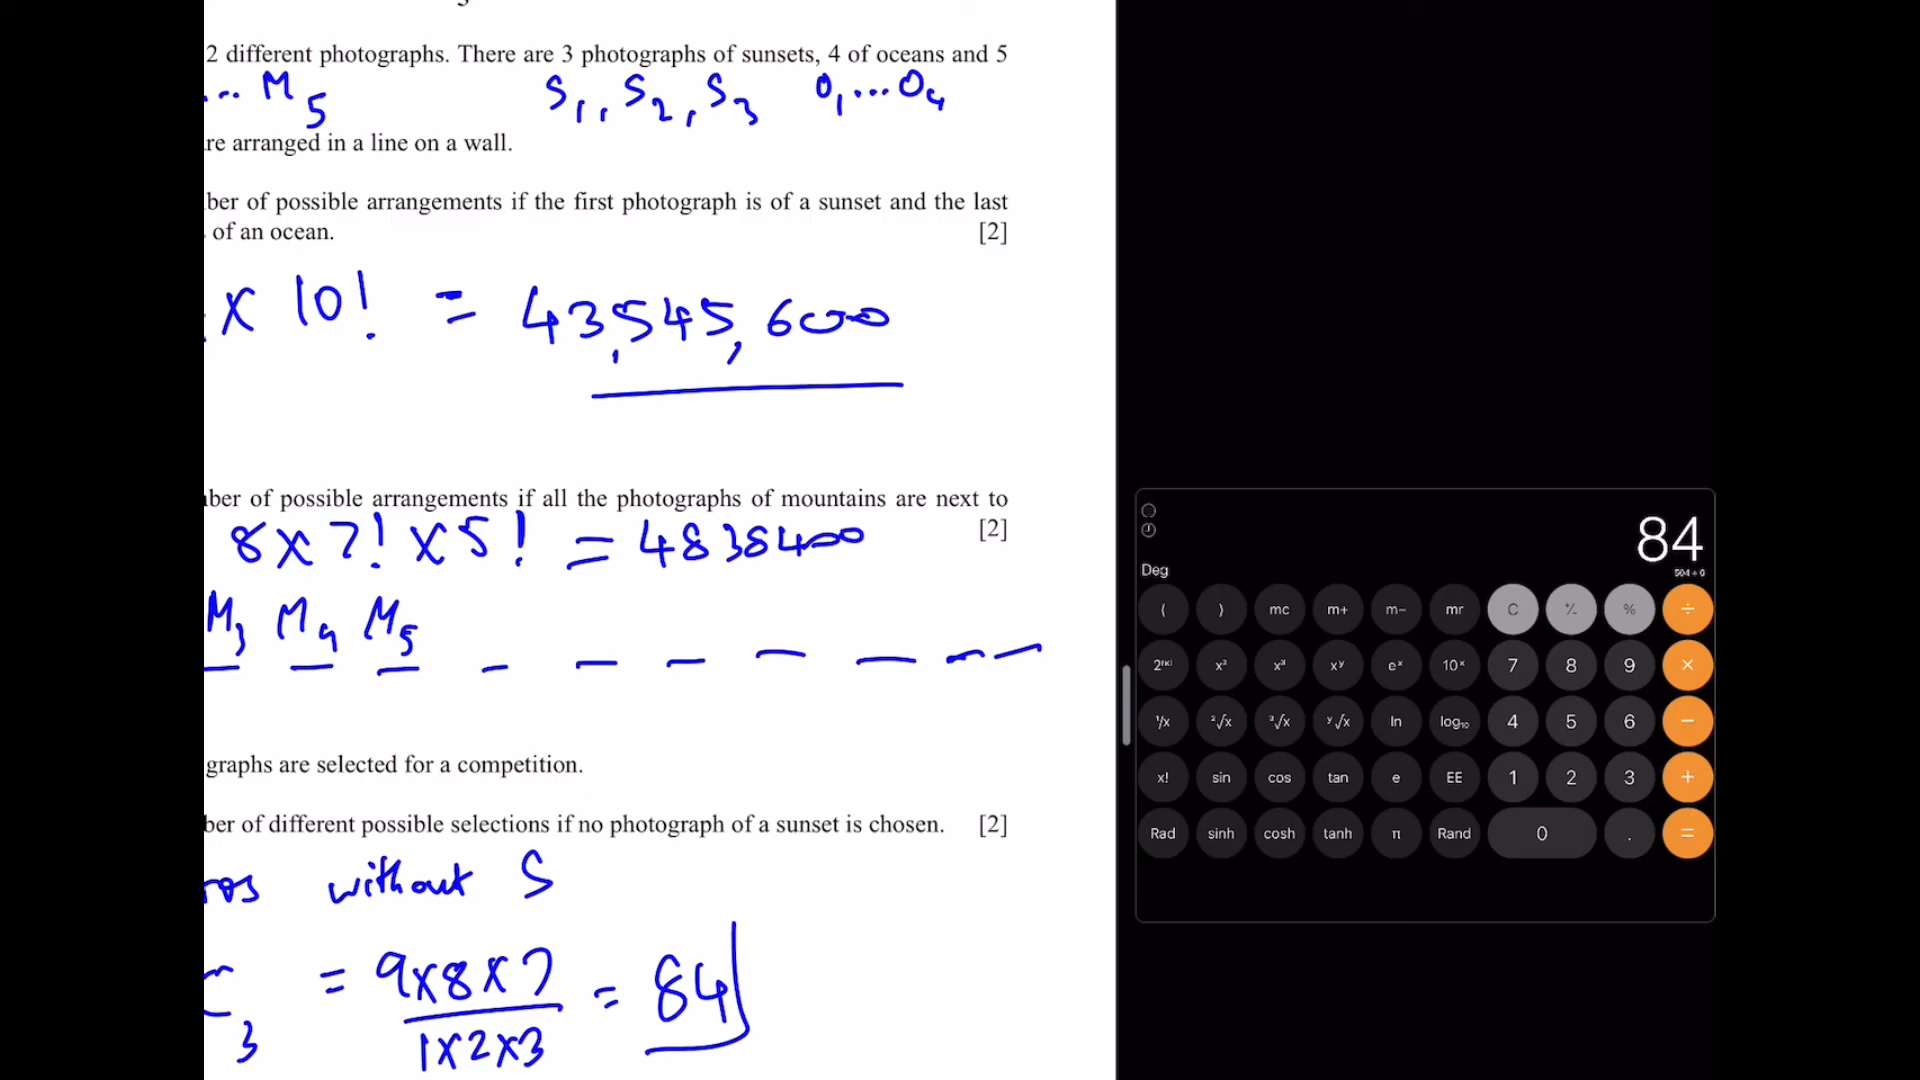 2 different photographs. There are 3 photographs of sunsets, 4 of oceans and 5
... M5 S1, S2, S3 O1 ... O4
re arranged in a line on a wall.
ber of possible arrangements if the first photograph is of a sunset and the last
of an ocean. [2]
x 10! = 43,545,600
ber of possible arrangements if all the photographs of mountains are next to
[2]
8 x 7! x 5! = 4838400
M3 M4 M5
graphs are selected for a competition.
ber of different possible selections if no photograph of a sunset is chosen. [2]
without S
3 = 9x8x7 = 84
1x2x3
84
504 ÷ 6
Deg
( ) mc m+ m- mr C % ÷
x² x³ xʸ eˣ 10ˣ 7 8 9 ×
¹/x ²√x ³√x ʸ√x ln log₁₀ 4 5 6 −
x! sin cos tan e EE 1 2 3 +
Rad sinh cosh tanh π Rand 0 . =